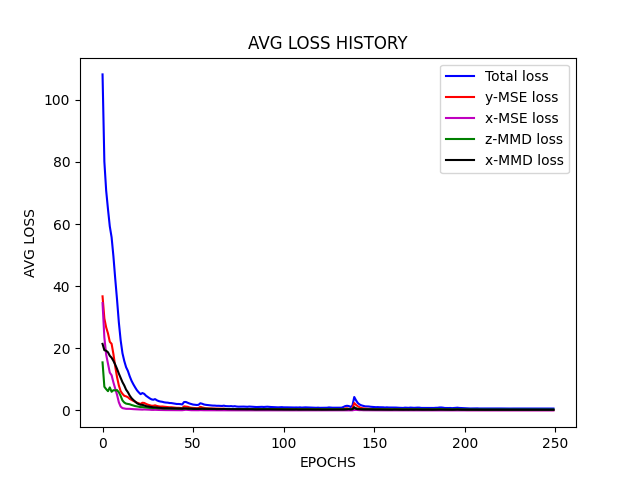 AVG LOSS HISTORY
Total loss
y-MSE loss
x-MSE loss
z-MMD loss
x-MMD loss
AVG LOSS
100
80
60
40
20
0
0 50 100 150 200 250
EPOCHS